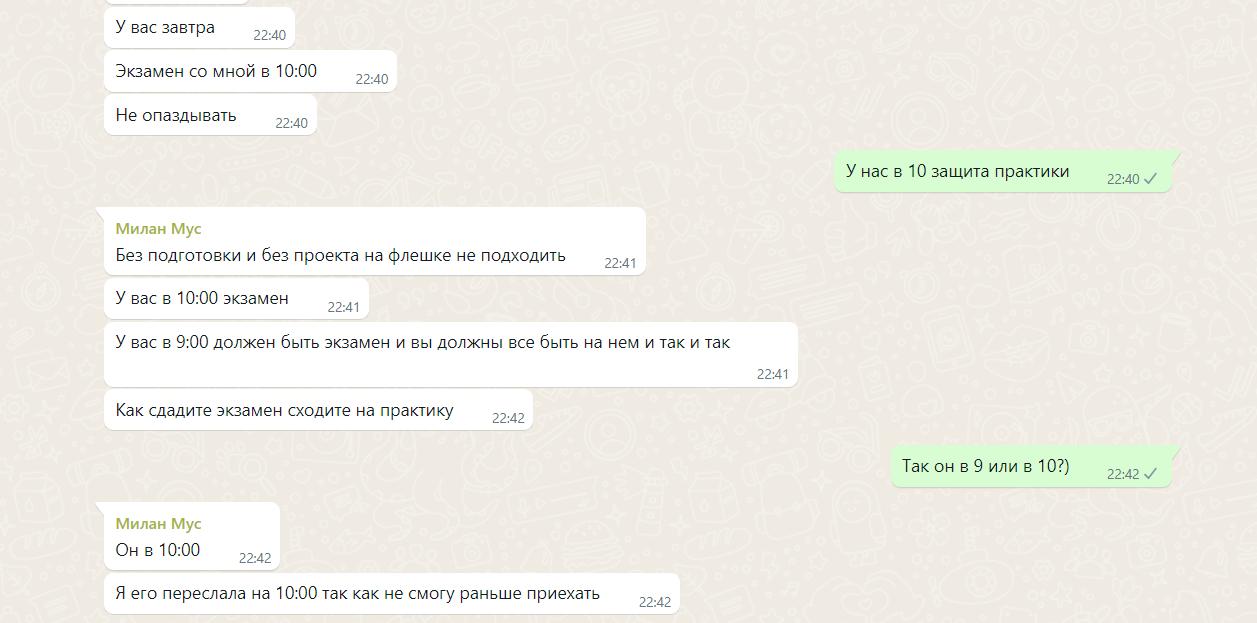 У вас завтра
22:40
Экзамен со мной в 10:00
22:40
Не опаздывать
22:40
У нас в 10 защита практики
22:40
Милан Мус
Без подготовки и без проекта на флешке не подходить
22:41
У вас в 10:00 экзамен
22:41
У вас в 9:00 должен быть экзамен и вы должны все быть на нем и так и так
22:41
Как сдадите экзамен сходите на практику
22:42
Так он в 9 или в 10?)
22:42
Милан Мус
Он в 10:00
22:42
Я его переслала на 10:00 так как не смогу раньше приехать
22:42